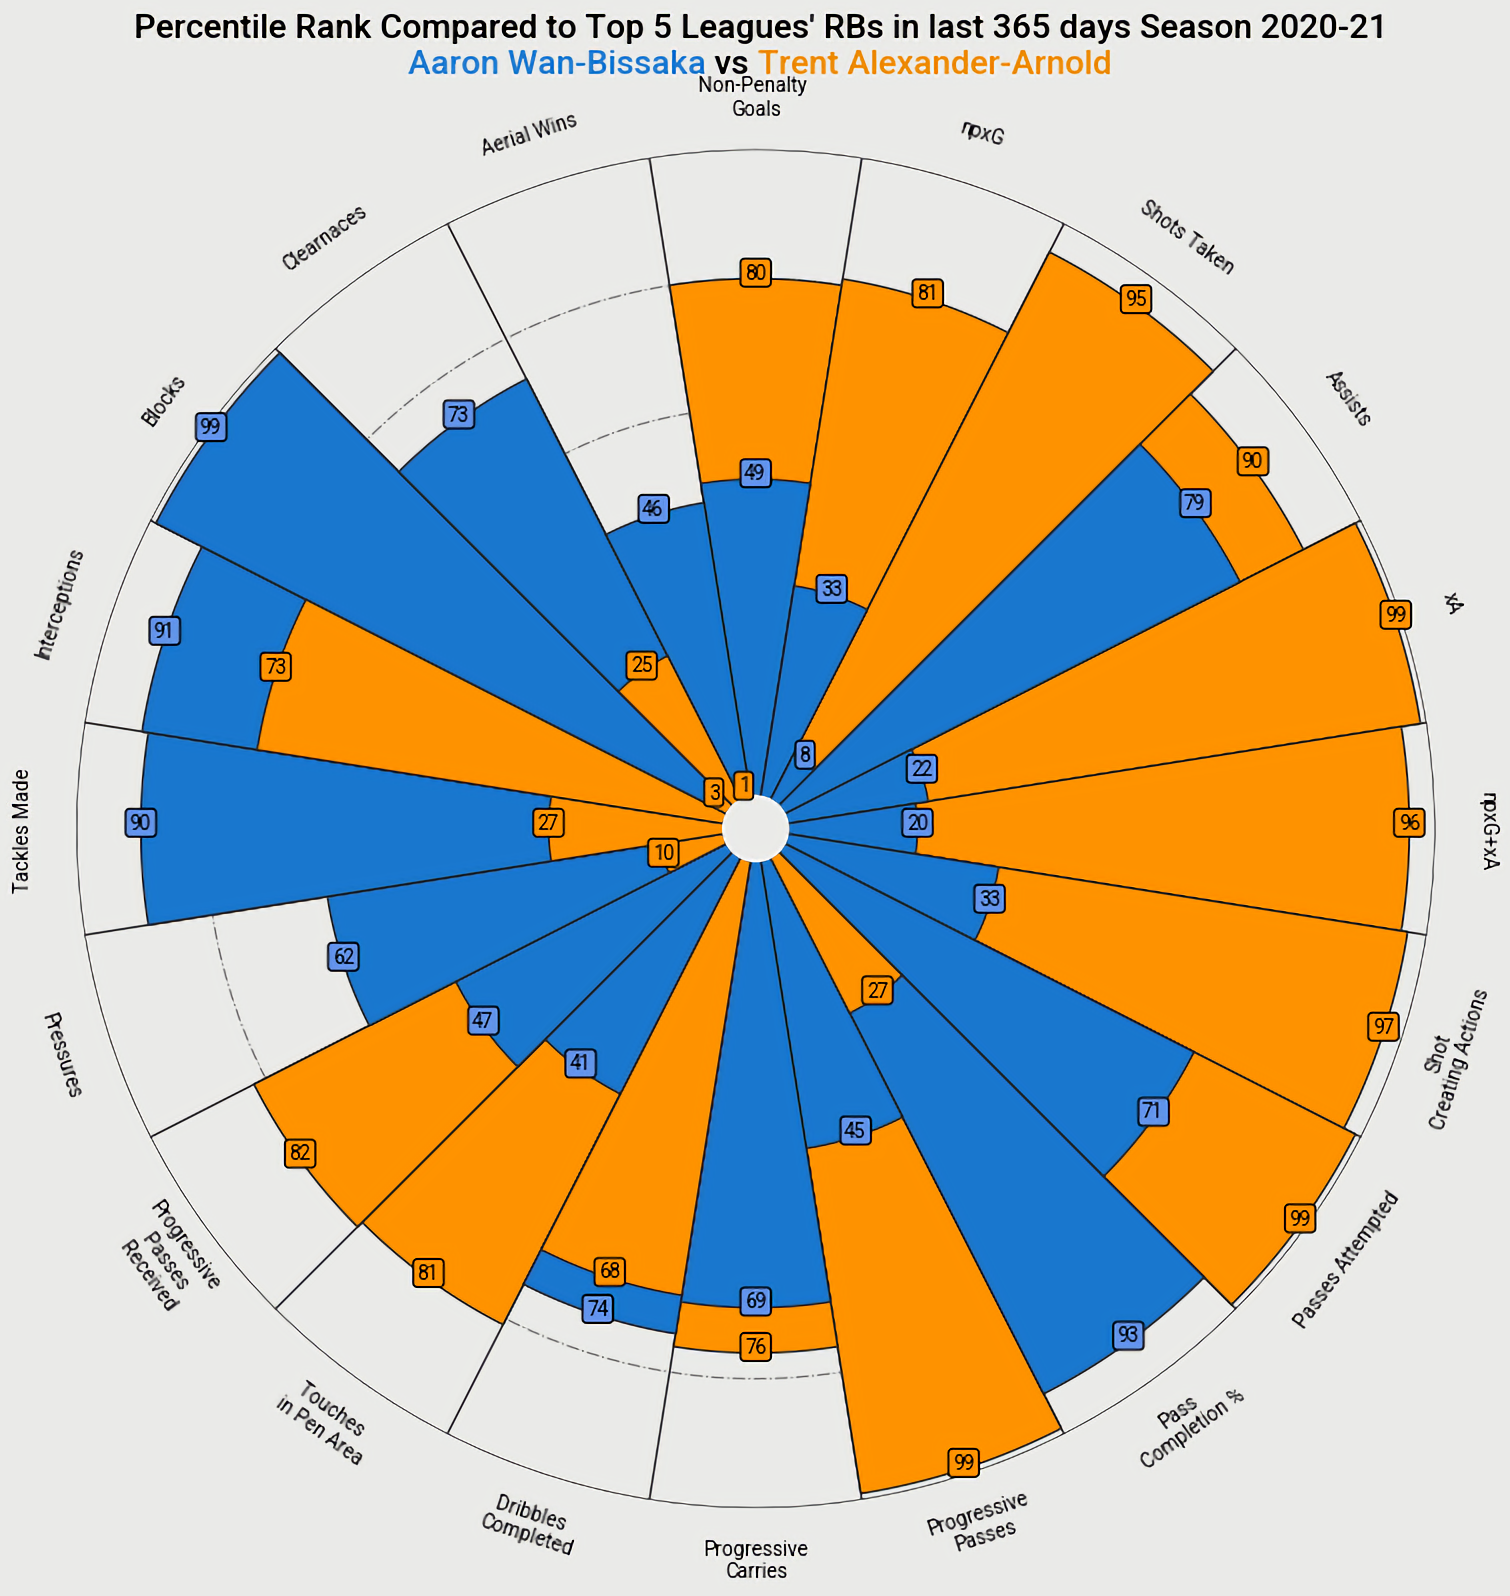 Percentile Rank Compared to Top 5 Leagues' RBs in last 365 days Season 2020-21
Aaron Wan-Bissaka vs Trent Alexander-Arnold
Non-Penalty
Goals
80
49
npxG
81
33
Shots Taken
95
8
Assists
90
79
xA
99
22
npxG+xA
96
20
Shot
Creating Actions
97
33
Passes Attempted
99
71
Pass
Completion %
93
27
Progressive
Passes
99
45
Progressive
Carries
69
76
Dribbles
Completed
68
74
Touches
in Pen Area
81
41
Progressive
Passes
Received
82
47
Pressures
62
10
Tackles Made
90
27
Interceptions
91
73
Blocks
99
3
Clearnaces
73
25
Aerial Wins
46
1